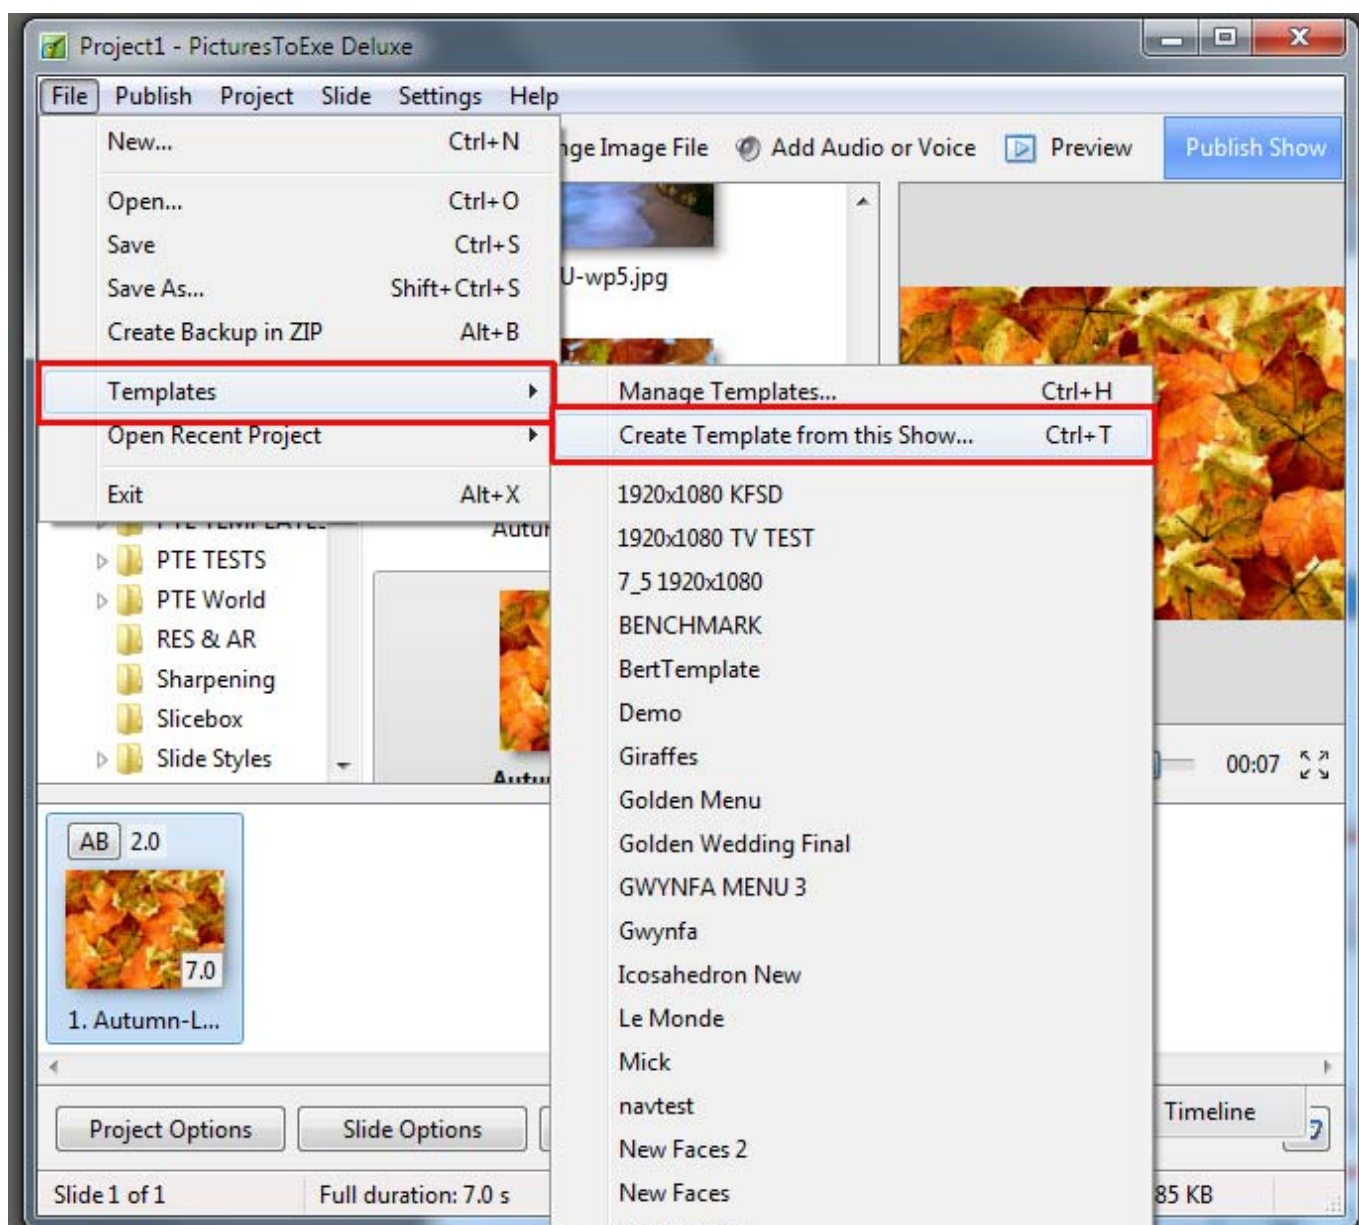 Project1 - PicturesToExe Deluxe
File Publish Project Slide Settings Help
New... Ctrl+N
nge Image File Add Audio or Voice Preview Publish Show
Open... Ctrl+O
Save Ctrl+S
U-wp5.jpg
Save As... Shift+Ctrl+S
Create Backup in ZIP Alt+B
Templates
Manage Templates... Ctrl+H
Open Recent Project
Create Template from this Show... Ctrl+T
Exit Alt+X
1920x1080 KFSD
1920x1080 TV TEST
7_5 1920x1080
BENCHMARK
BertTemplate
Demo
Giraffes
Golden Menu
Golden Wedding Final
GWYNFA MENU 3
Gwynfa
Icosahedron New
Le Monde
Mick
navtest
New Faces 2
New Faces
PTE TESTS
PTE World
RES & AR
Sharpening
Slicebox
Slide Styles
Autun
00:07
AB 2.0
7.0
1. Autumn-L...
Project Options Slide Options
Timeline
Slide 1 of 1 Full duration: 7.0 s
85 KB